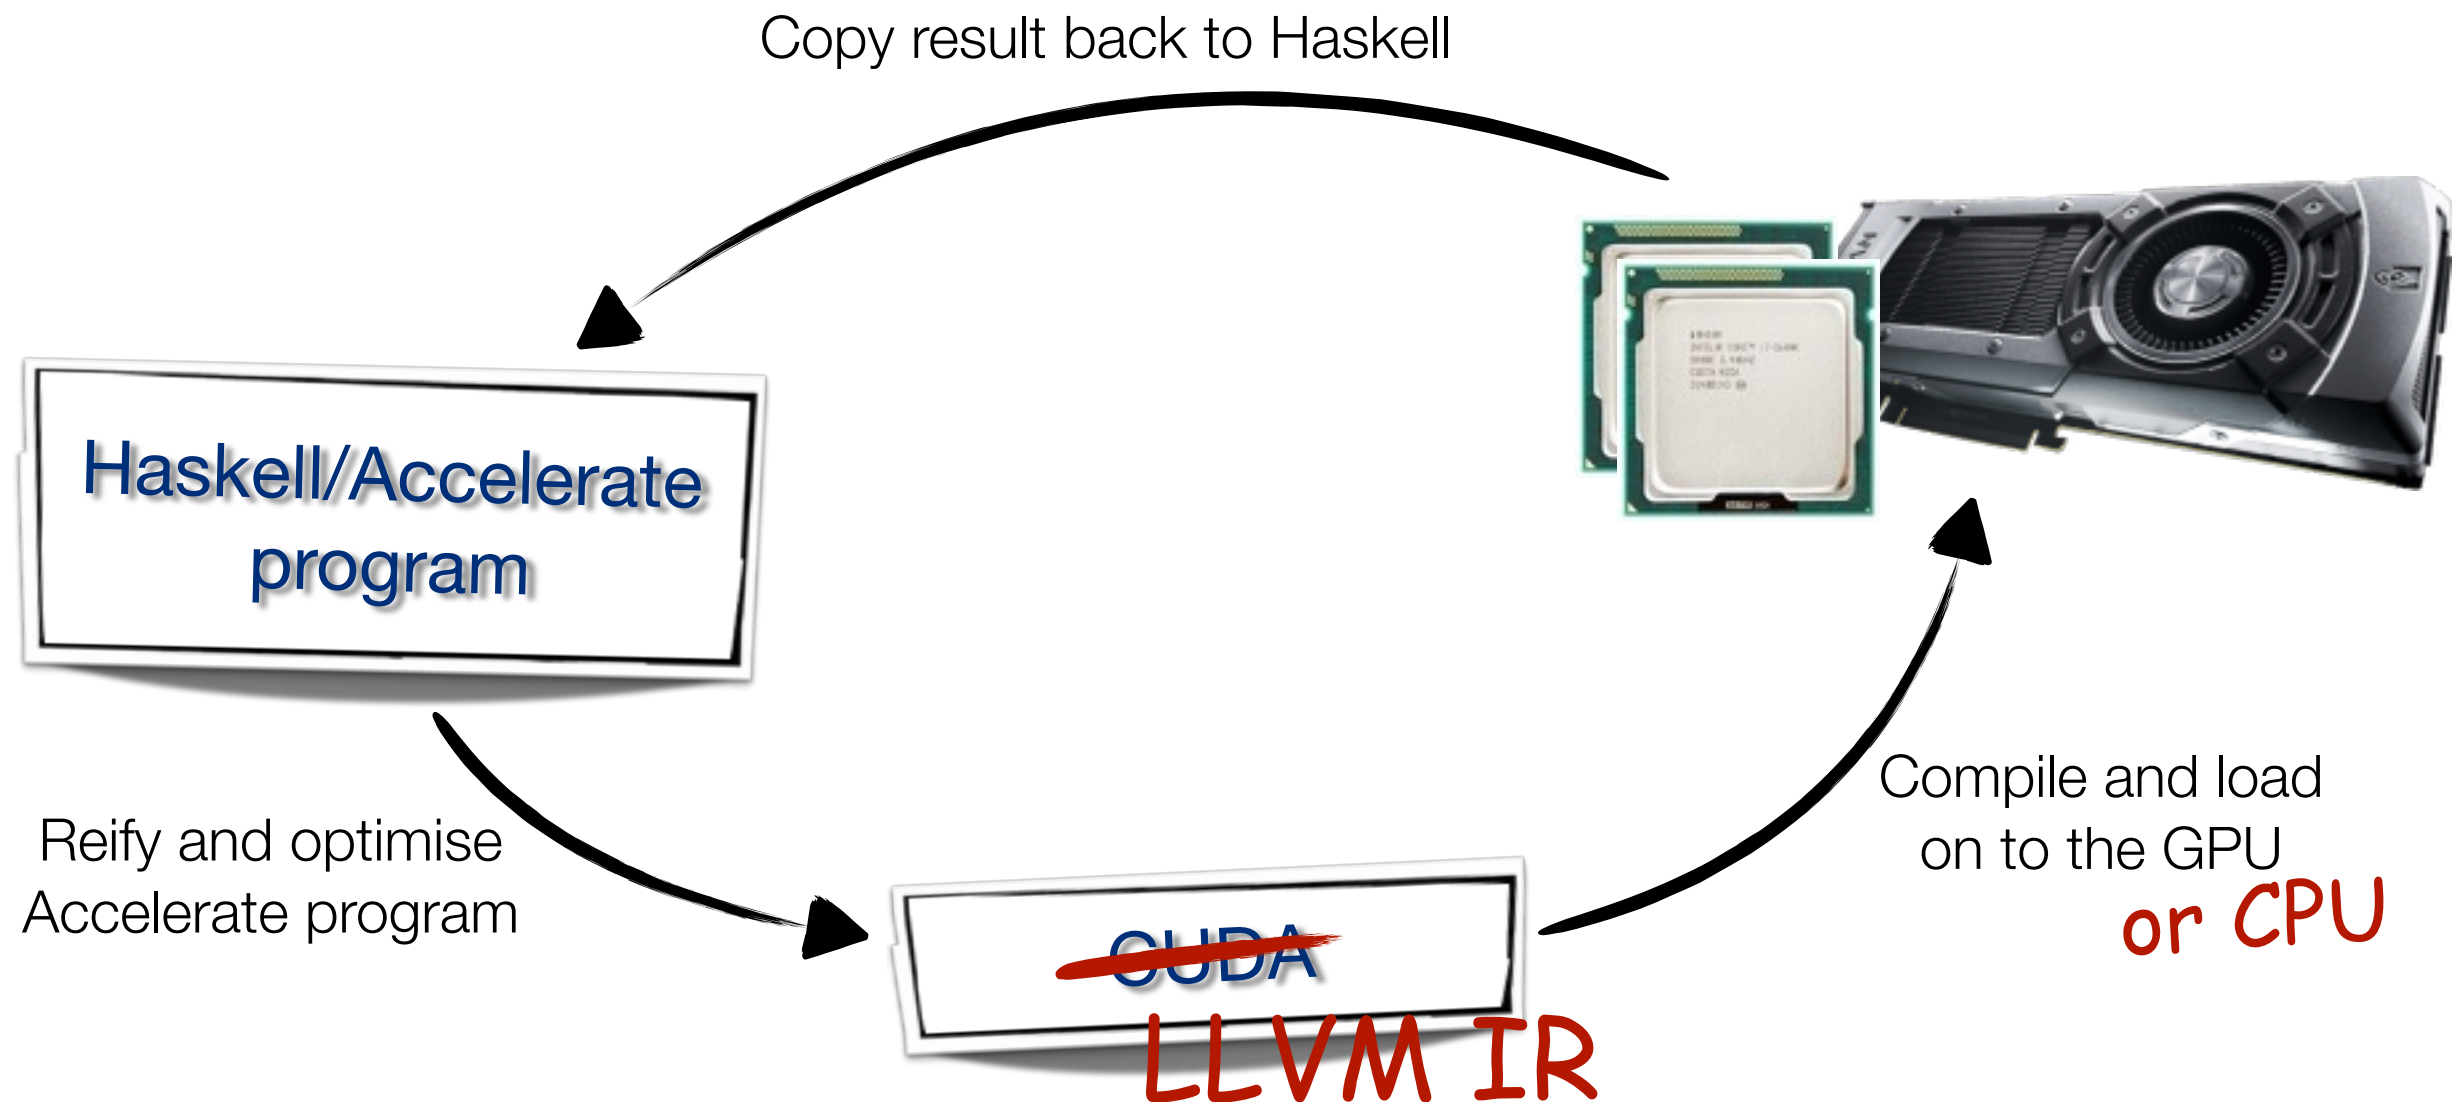 Copy result back to Haskell
Haskell/Accelerate
program
Reify and optimise
Accelerate program
CUDA
LLVM IR
Compile and load
on to the GPU
or CPU